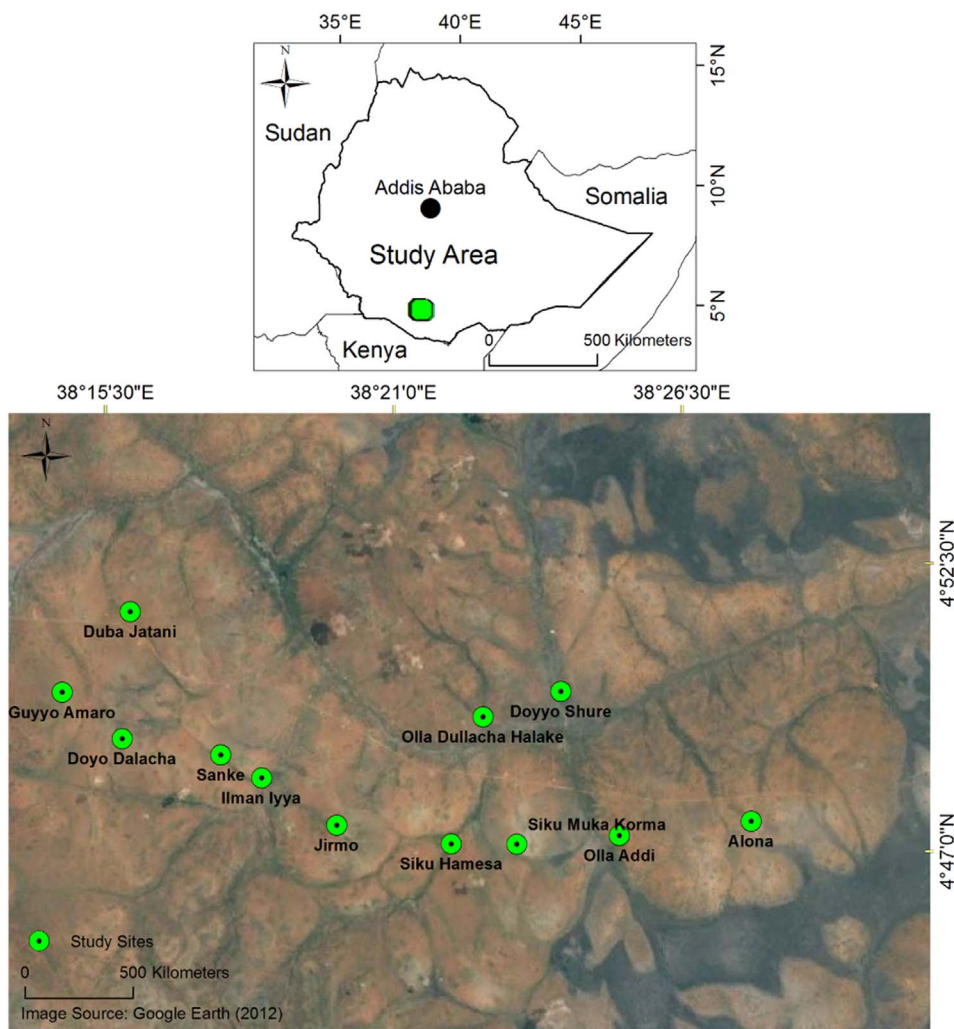 35°E 40°E 45°E
N
15°N
Sudan
10°N
Addis Ababa
Somalia
Study Area
5°N
0 500 Kilometers
Kenya
38°15'30"E 38°21'0"E 38°26'30"E
N
4°52'30"N
Duba Jatani
Guyyo Amaro
Doyyo Shure
Olla Dullacha Halake
Doyo Dalacha
Sanke
Ilman Iyya
Siku Muka Korma
Jirmo
Siku Hamesa
Olla Addi
Alona
4°47'0"N
Study Sites
0 500 Kilometers
Image Source: Google Earth (2012)